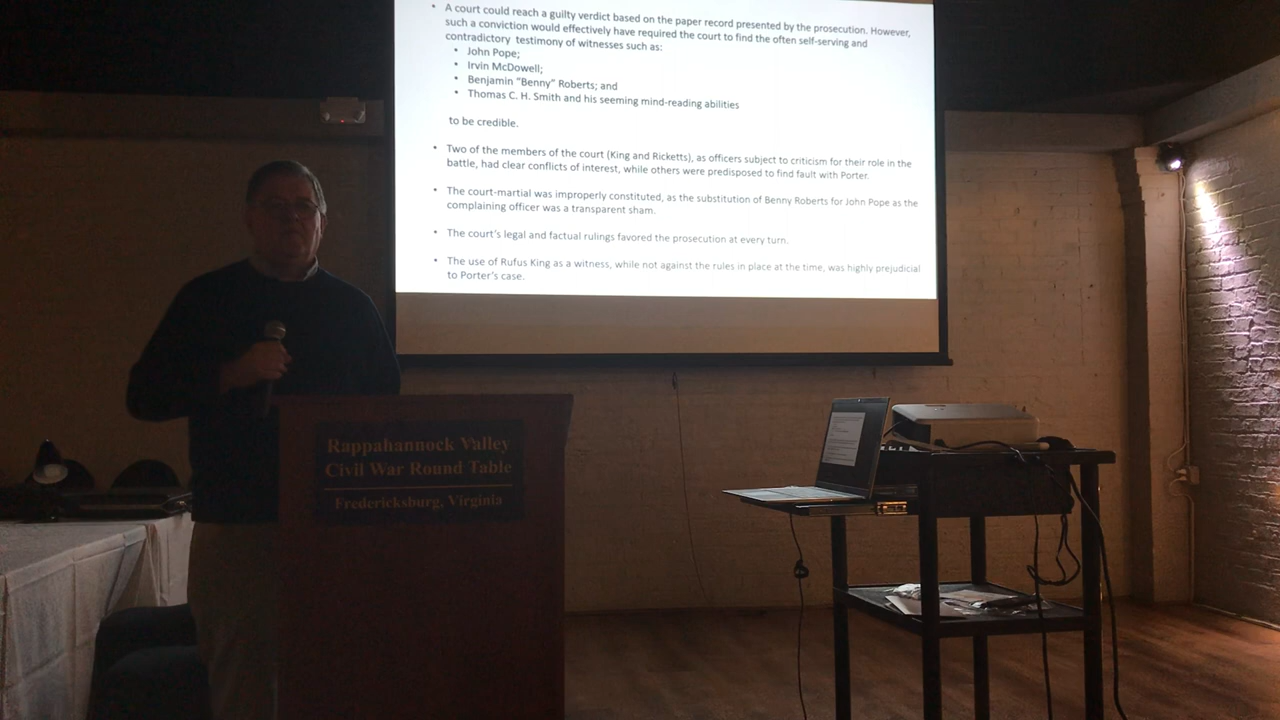 • A court could reach a guilty verdict based on the paper record presented by the prosecution. However,
such a conviction would effectively have required the court to find the often self-serving and
contradictory testimony of witnesses such as:
• John Pope;
• Irvin McDowell;
• Benjamin “Benny” Roberts; and
• Thomas C. H. Smith and his seeming mind-reading abilities
to be credible.
• Two of the members of the court (King and Ricketts), as officers subject to criticism for their role in the
battle, had clear conflicts of interest, while others were predisposed to find fault with Porter.
• The court-martial was improperly constituted, as the substitution of Benny Roberts for John Pope as the
complaining officer was a transparent sham.
• The court’s legal and factual rulings favored the prosecution at every turn.
• The use of Rufus King as a witness, while not against the rules in place at the time, was highly prejudicial
to Porter’s case.
Rappahannock Valley
Civil War Round Table
Fredericksburg, Virginia